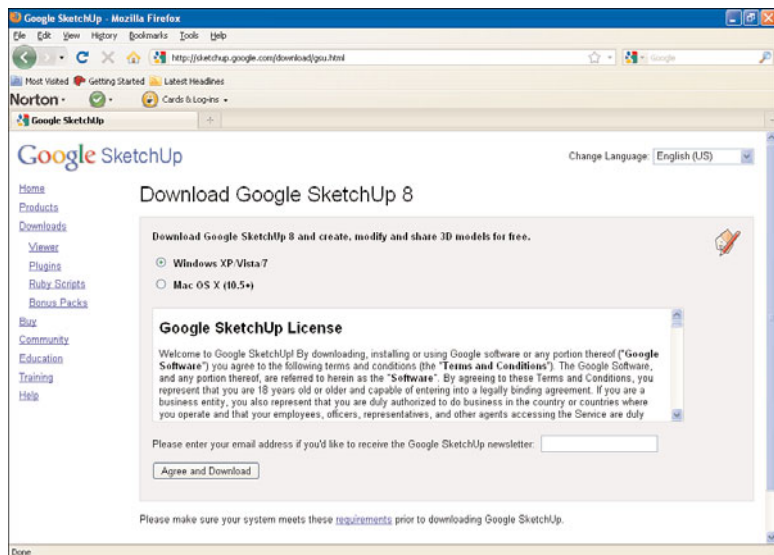 Google SketchUp - Mozilla Firefox
File Edit View History Bookmarks Tools Help
http://sketchup.google.com/download/gsu.html
Google
Most Visited Getting Started Latest Headlines
Norton Cards & Log-ins
Google SketchUp
Google SketchUp
Change Language: English (US)
Home
Products
Downloads
Viewer
Plugins
Ruby Scripts
Bonus Packs
Buy
Community
Education
Training
Help
Download Google SketchUp 8
Download Google SketchUp 8 and create, modify and share 3D models for free.
Windows XP/Vista/7
Mac OS X (10.5+)
Google SketchUp License
Welcome to Google SketchUp! By downloading, installing or using Google software or any portion thereof ("Google
Software") you agree to the following terms and conditions (the "Terms and Conditions"). The Google Software,
and any portion thereof, are referred to herein as the "Software". By agreeing to these Terms and Conditions, you
represent that you are 18 years old or older and capable of entering into a legally binding agreement. If you are a
business entity, you also represent that you are duly authorized to do business in the country or countries where
you operate and that your employees, officers, representatives, and other agents accessing the Service are duly
Please enter your email address if you'd like to receive the Google SketchUp newsletter:
Agree and Download
Please make sure your system meets these requirements prior to downloading Google SketchUp.
Done